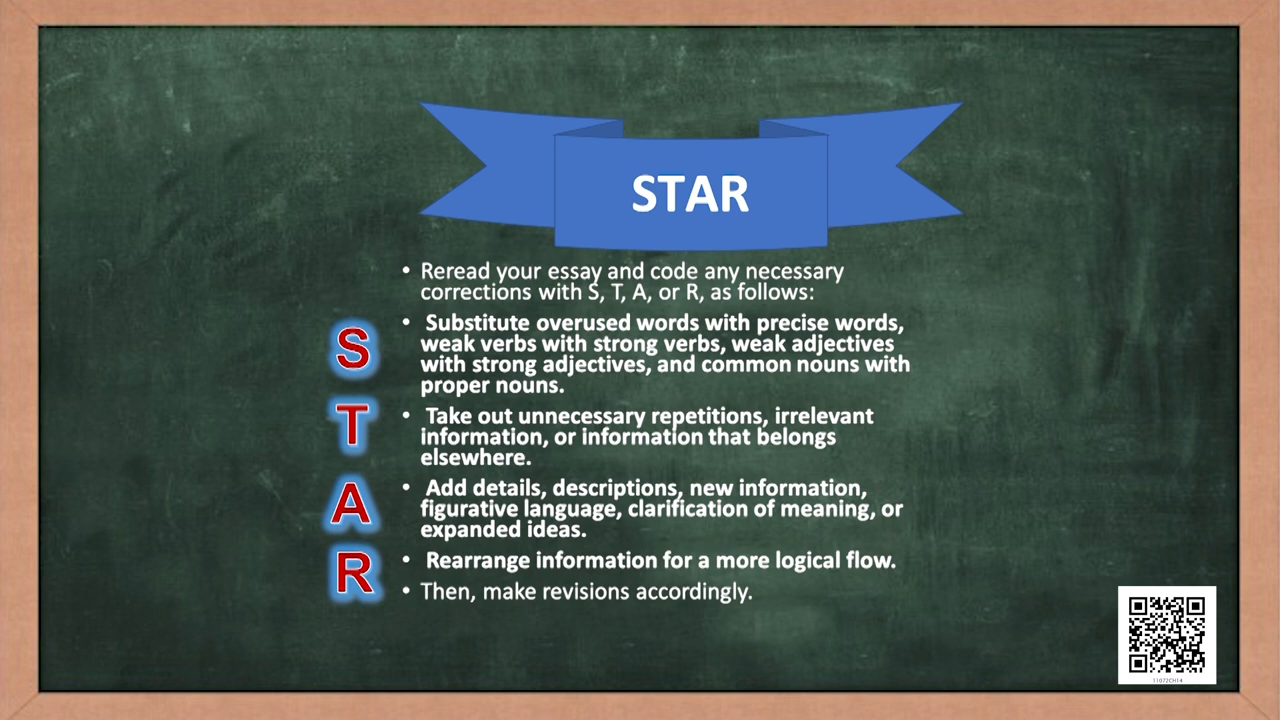 STAR
• Reread your essay and code any necessary
corrections with S, T, A, or R, as follows:
S
• Substitute overused words with precise words,
weak verbs with strong verbs, weak adjectives
with strong adjectives, and common nouns with
proper nouns.
T
• Take out unnecessary repetitions, irrelevant
information, or information that belongs
elsewhere.
A
• Add details, descriptions, new information,
figurative language, clarification of meaning, or
expanded ideas.
R
• Rearrange information for a more logical flow.
• Then, make revisions accordingly.
11072CH14